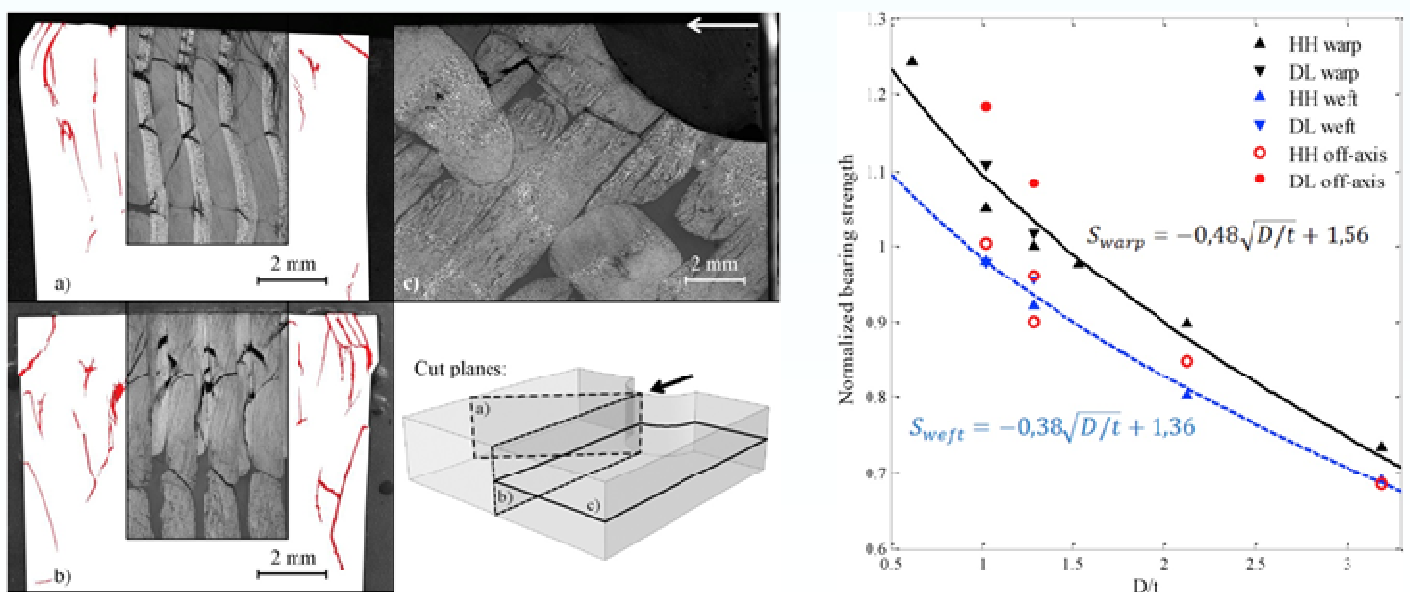 2 mm
a)
2 mm
c)
2 mm
b)
Cut planes:
a)
b)
c)
1.3
1.2
1.1
1
0.9
0.8
0.7
0.6
Normalized bearing strength
0.5
1
1.5
2
2.5
3
D/t
HH warp
DL warp
HH weft
DL weft
HH off-axis
DL off-axis
S_warp = −0,48√D/t + 1,56
S_weft = −0,38√D/t + 1,36